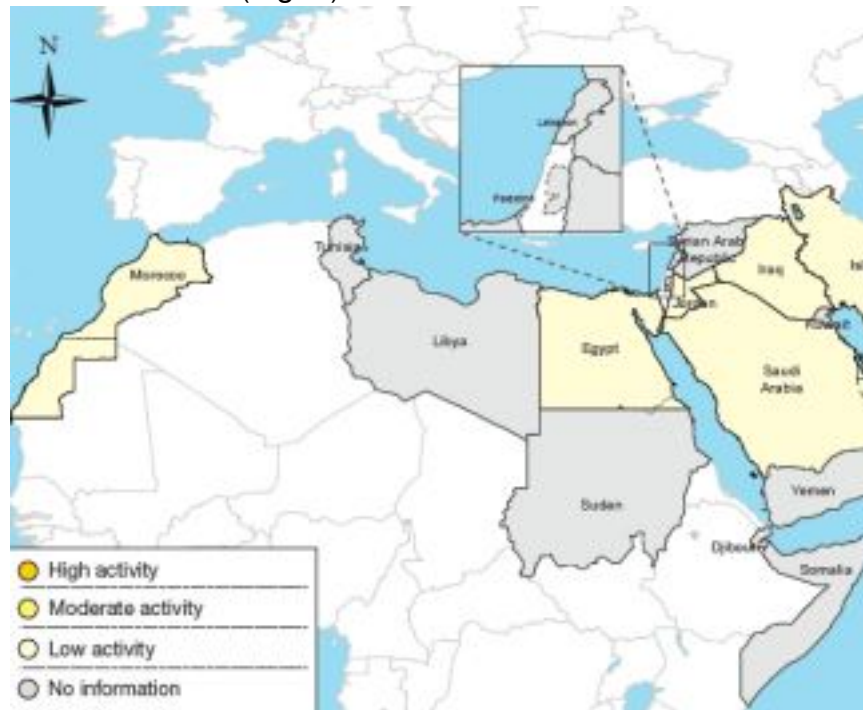 N
Lebanon
Palestine
Tunisia
Syrian Arab
Republic
Morocco
Iraq
Jordan
Libya
Egypt
Kuwait
Saudi
Arabia
Sudan
Yemen
Djibouti
Somalia
High activity
Moderate activity
Low activity
No information